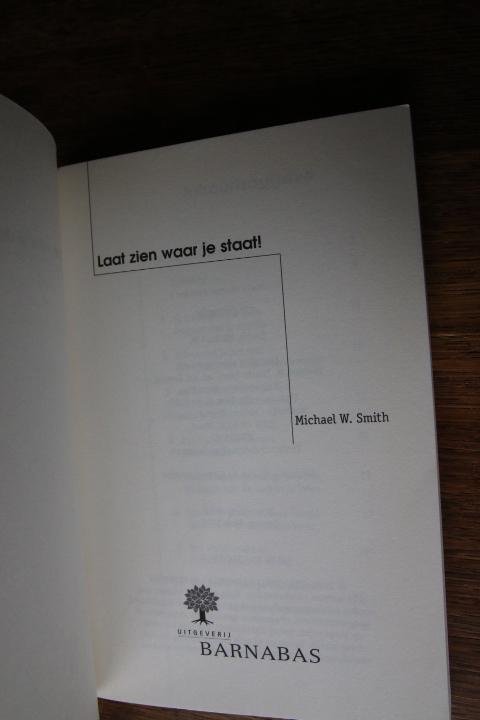 Laat zien waar je staat!
Michael W. Smith
UITGEVERIJ
BARNABAS